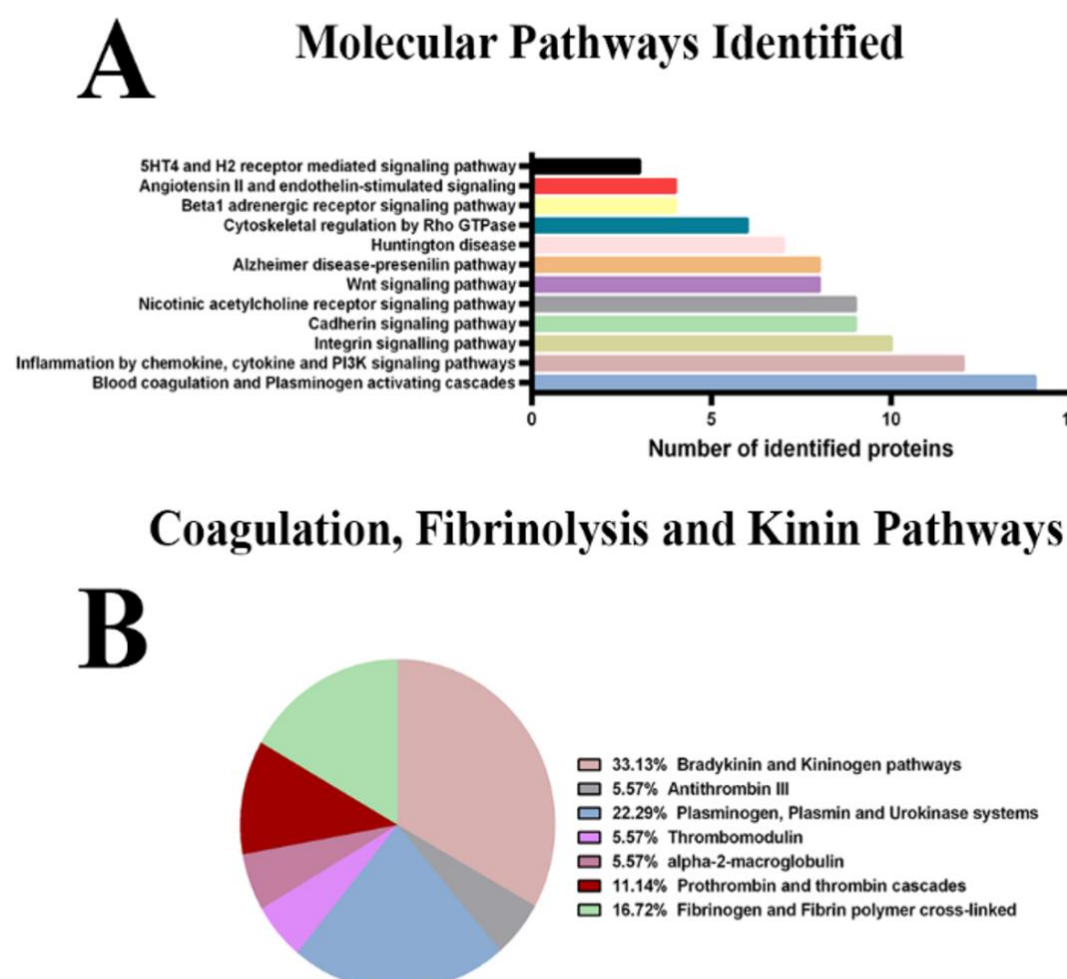 A
Molecular Pathways Identified
5HT4 and H2 receptor mediated signaling pathway
Angiotensin II and endothelin-stimulated signaling
Beta1 adrenergic receptor signaling pathway
Cytoskeletal regulation by Rho GTPase
Huntington disease
Alzheimer disease-presenilin pathway
Wnt signaling pathway
Nicotinic acetylcholine receptor signaling pathway
Cadherin signaling pathway
Integrin signalling pathway
Inflammation by chemokine, cytokine and PI3K signaling pathways
Blood coagulation and Plasminogen activating cascades
0 5 10
Number of identified proteins
Coagulation, Fibrinolysis and Kinin Pathways
B
33.13% Bradykinin and Kininogen pathways
5.57% Antithrombin III
22.29% Plasminogen, Plasmin and Urokinase systems
5.57% Thrombomodulin
5.57% alpha-2-macroglobulin
11.14% Prothrombin and thrombin cascades
16.72% Fibrinogen and Fibrin polymer cross-linked